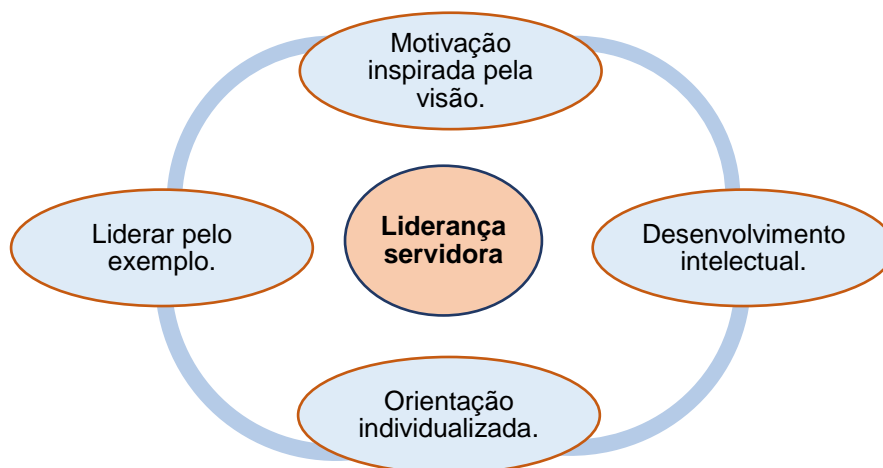 Motivação
inspirada pela
visão.
Liderar pelo
exemplo.
Liderança
servidora
Desenvolvimento
intelectual.
Orientação
individualizada.